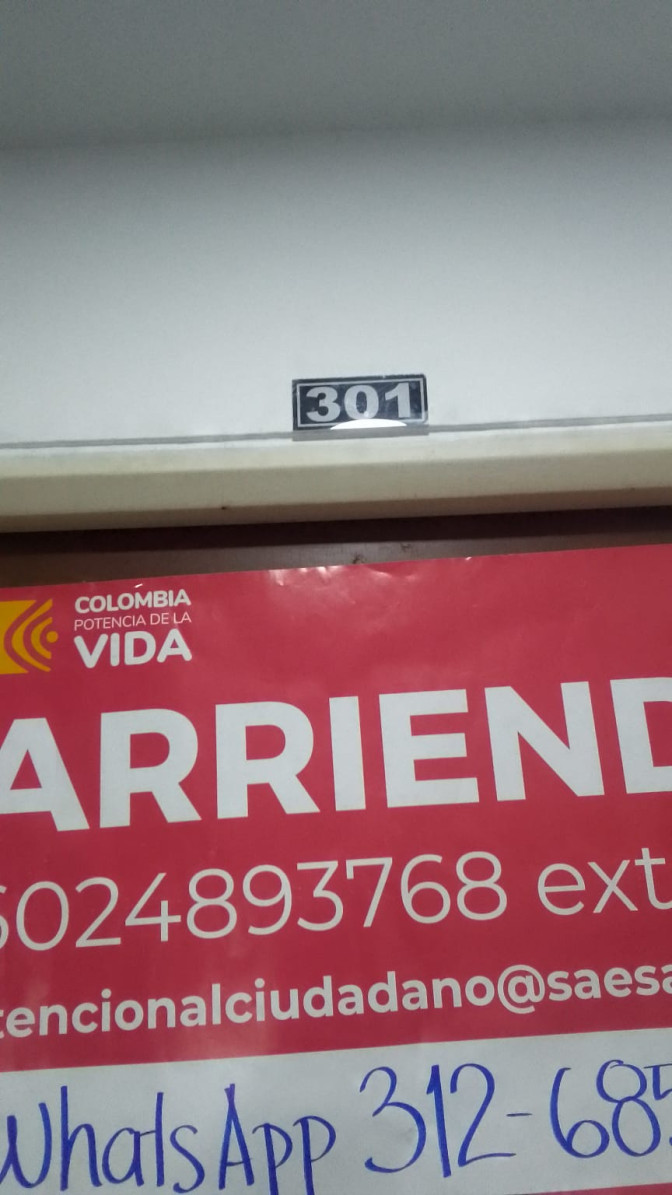 301
COLOMBIA
POTENCIA DE LA
VIDA
ARRIEND
6024893768 ext
tencionalciudadano@saesa
WhatsApp 312-685